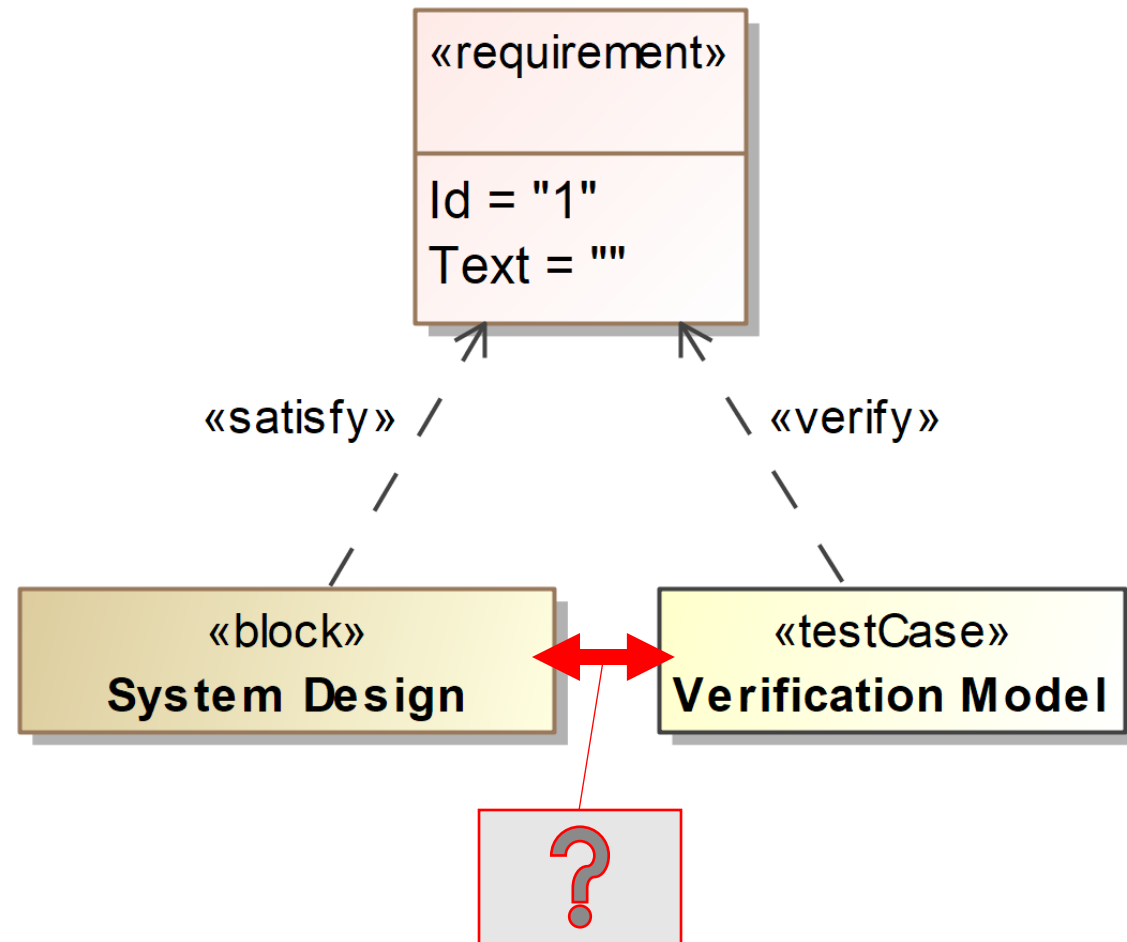 «requirement»
Id = "1"
Text = ""
«satisfy»
«verify»
«block»
System Design
«testCase»
Verification Model
?